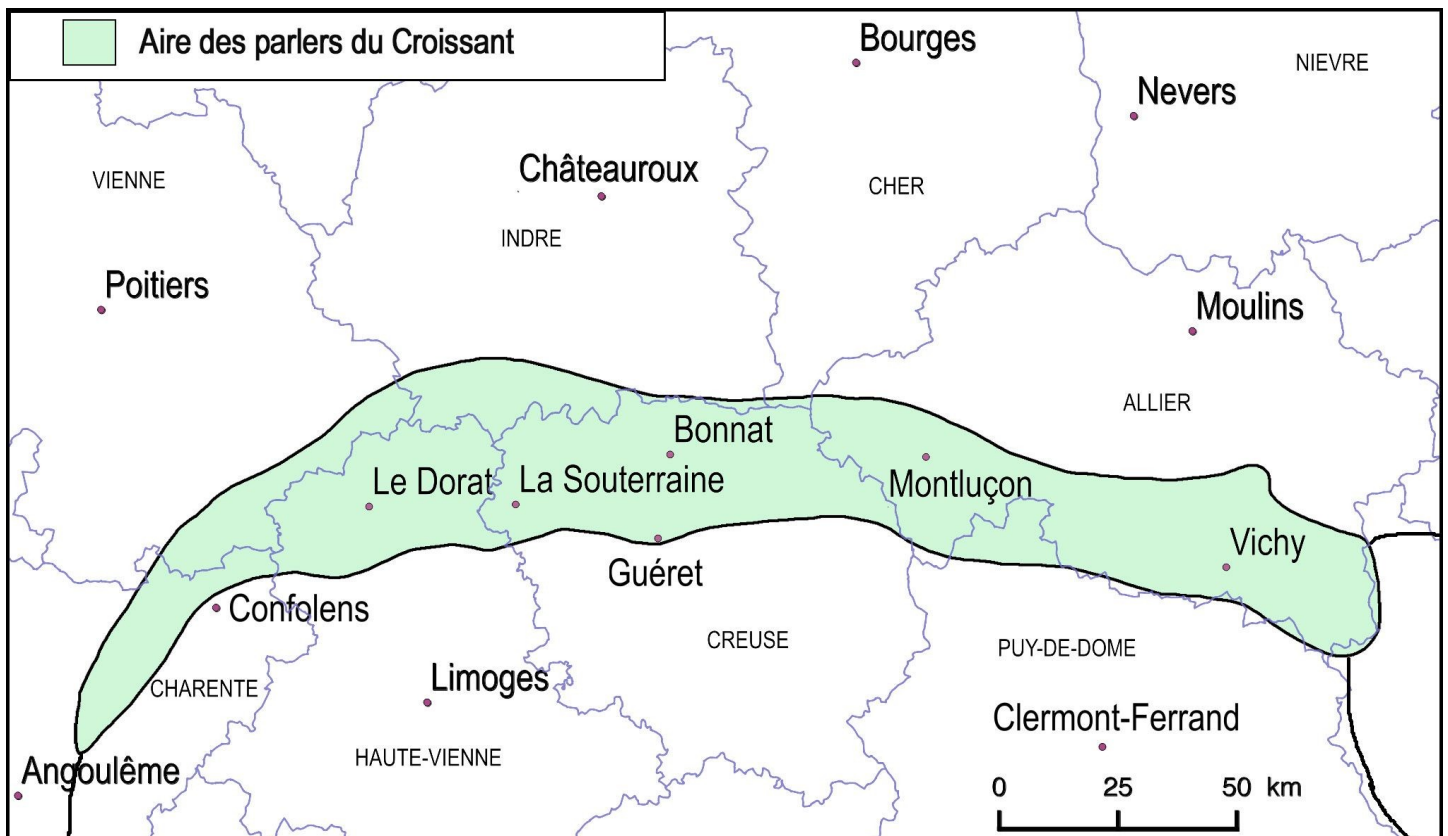 Aire des parlers du Croissant
Bourges
NIEVRE
Nevers
Châteauroux
VIENNE
CHER
INDRE
Poitiers
Moulins
ALLIER
Bonnat
Le Dorat
La Souterraine
Montluçon
Vichy
Guéret
Confolens
CREUSE
PUY-DE-DOME
CHARENTE
Limoges
Clermont-Ferrand
HAUTE-VIENNE
Angoulême
0 25 50 km